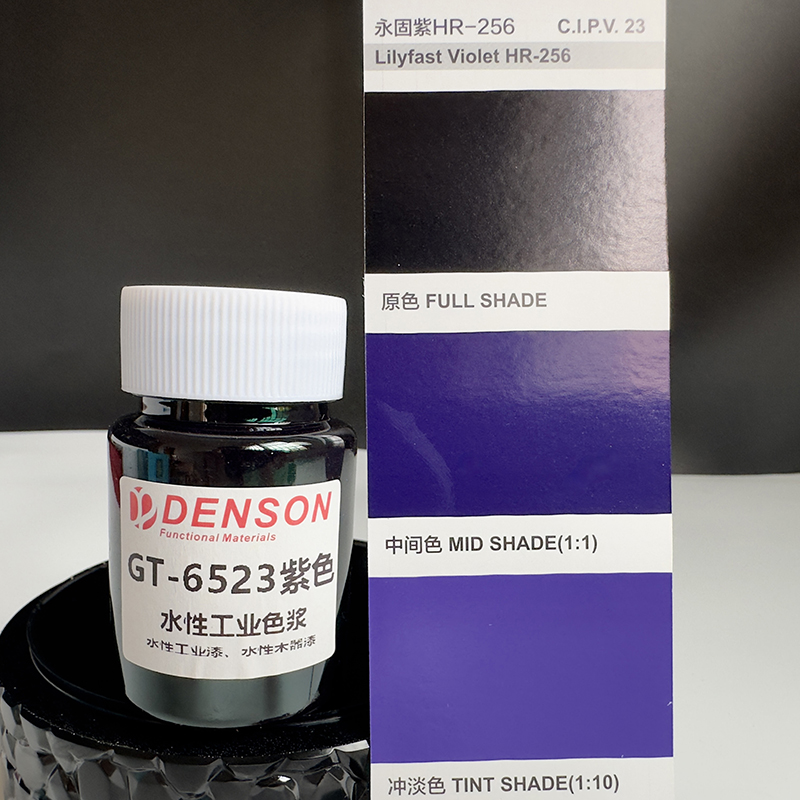 永固紫HR-256 C.I.P.V. 23
Lilyfast Violet HR-256
原色 FULL SHADE
中间色 MID SHADE(1:1)
冲淡色 TINT SHADE(1:10)
DENSON
Functional Materials
GT-6523紫色
水性工业色浆
水性工业漆、水性木器漆